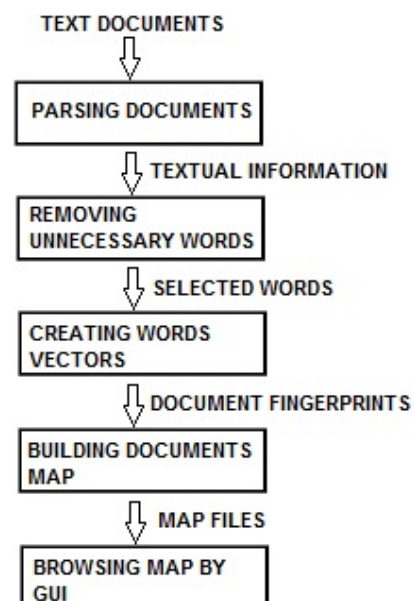 TEXT DOCUMENTS
PARSING DOCUMENTS
TEXTUAL INFORMATION
REMOVING
UNNECESSARY WORDS
SELECTED WORDS
CREATING WORDS
VECTORS
DOCUMENT FINGERPRINTS
BUILDING DOCUMENTS
MAP
MAP FILES
BROWSING MAP BY
GUI